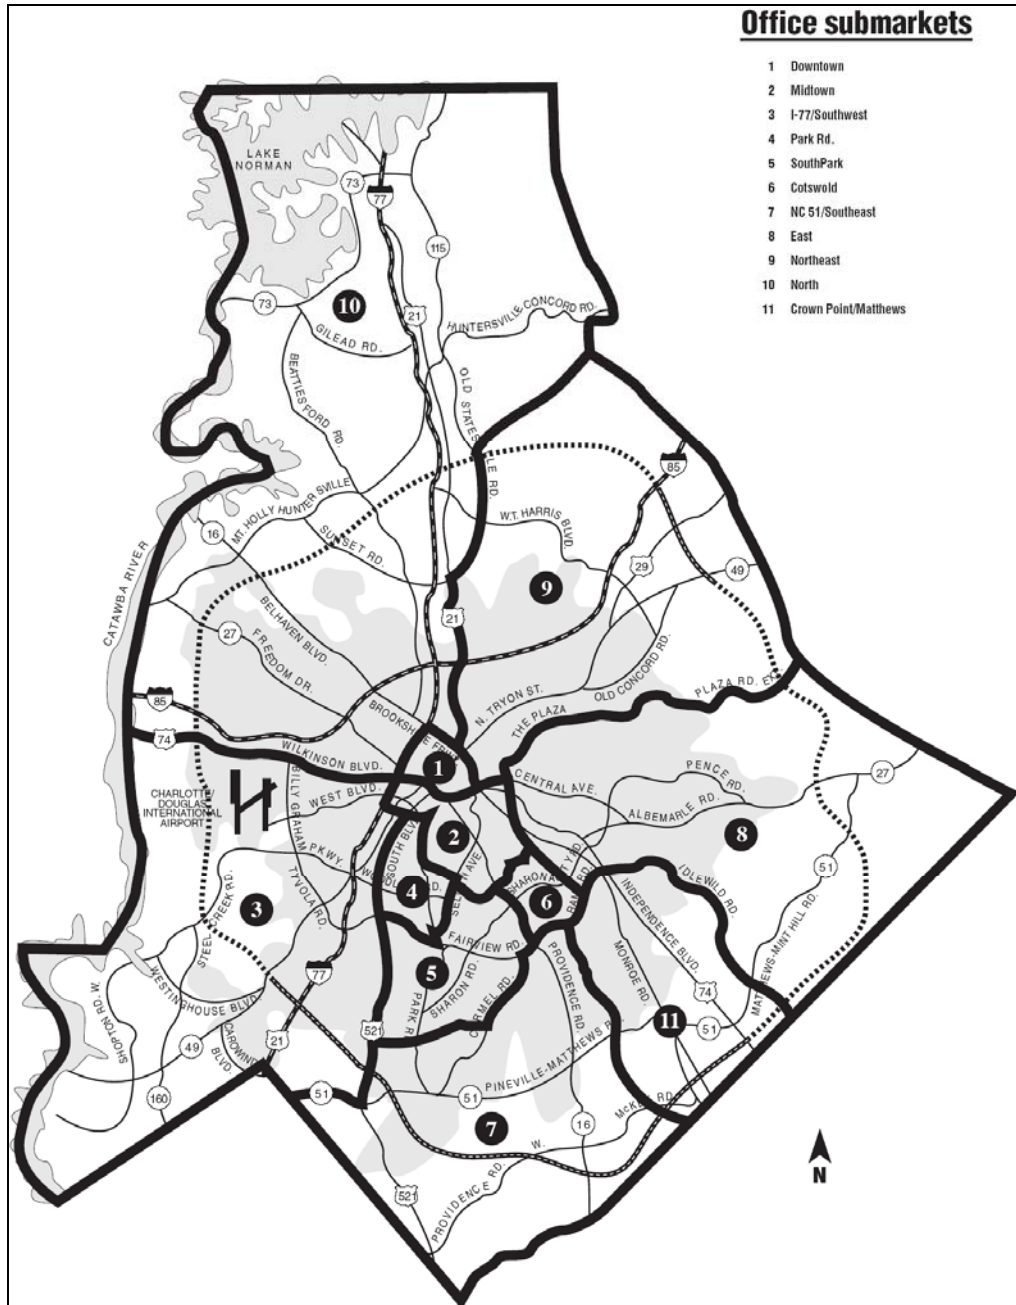 Office submarkets
1 Downtown
2 Midtown
3 I-77/Southwest
4 Park Rd.
5 SouthPark
6 Cotswold
7 NC 51/Southeast
8 East
9 Northeast
10 North
11 Crown Point/Matthews
LAKE
NORMAN
73
77
115
73
10
21
HUNTERSVILLE CONCORD RD.
GILEAD RD.
BEATTIES FORD RD.
OLD STATESVILLE RD.
85
MT. HOLLY HUNTERSVILLE
W.T. HARRIS BLVD.
16
SUNSET RD.
29
49
CATAWBA RIVER
9
BELHAVEN BLVD.
21
27
FREEDOM DR.
OLD CONCORD RD.
PLAZA RD. EXT.
85
N. TRYON ST.
THE PLAZA
BROOKSHIRE FRWY.
74
WILKINSON BLVD.
1
CENTRAL AVE.
PENCE RD.
27
CHARLOTTE/
DOUGLAS
INTERNATIONAL
AIRPORT
BILLY GRAHAM PKWY.
WEST BLVD.
ALBEMARLE RD.
SOUTH BLVD.
2
8
51
TYVOLA RD.
4
6
IDLEWILD RD.
3
STEEL CREEK RD.
FAIRVIEW RD.
INDEPENDENCE BLVD.
MONROE RD.
MATTHEWS-MINT HILL RD.
77
5
SHARON RD.
PROVIDENCE RD.
SHOPTON RD. W.
WESTINGHOUSE BLVD.
PARK R
CARMEL RD.
74
521
11
51
49
21
CAROWINDS
BLVD.
160
51
51
PINEVILLE-MATTHEWS R
7
16
McKEE RD.
521
PROVIDENCE RD. W.
N